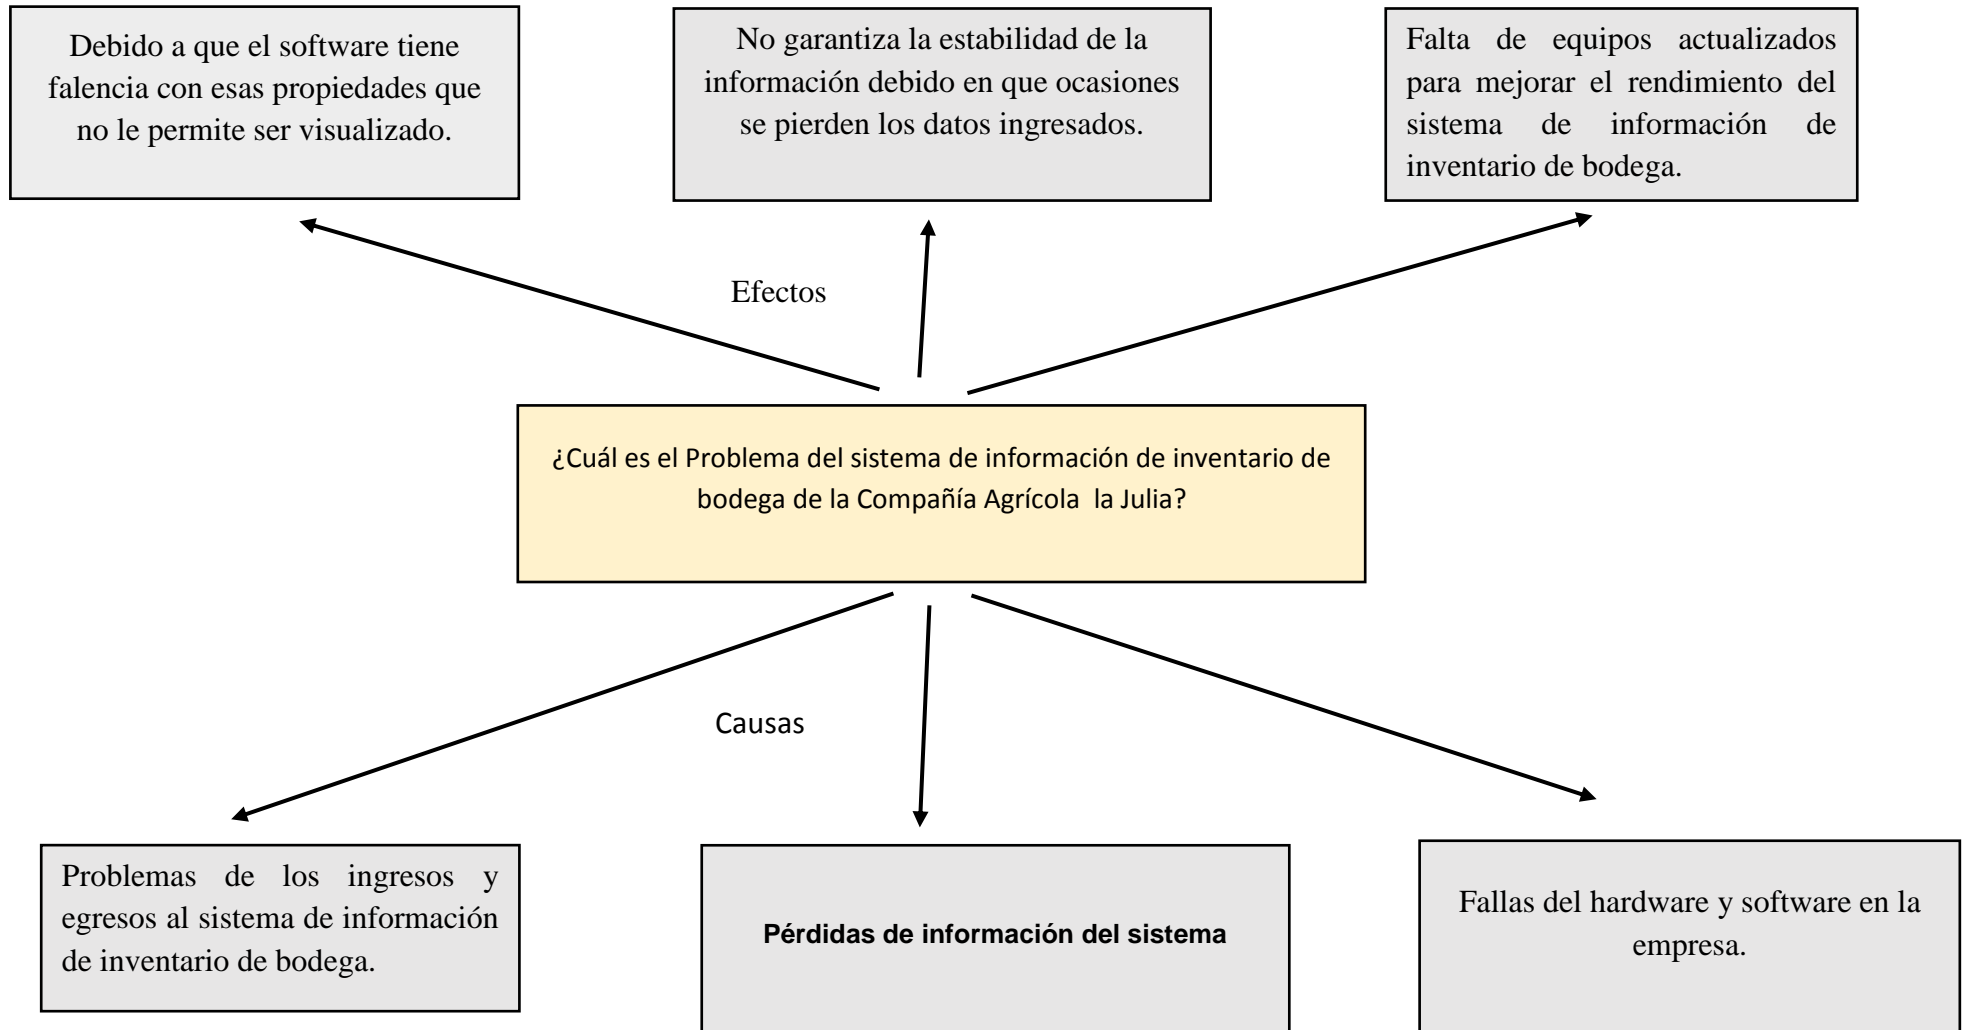 Debido a que el software tiene
falencia con esas propiedades que
no le permite ser visualizado.
No garantiza la estabilidad de la
información debido en que ocasiones
se pierden los datos ingresados.
Falta de equipos actualizados
para mejorar el rendimiento del
sistema de información de
inventario de bodega.
Efectos
¿Cuál es el Problema del sistema de información de inventario de
bodega de la Compañía Agrícola la Julia?
Causas
Problemas de los ingresos y
egresos al sistema de información
de inventario de bodega.
Pérdidas de información del sistema
Fallas del hardware y software en la
empresa.